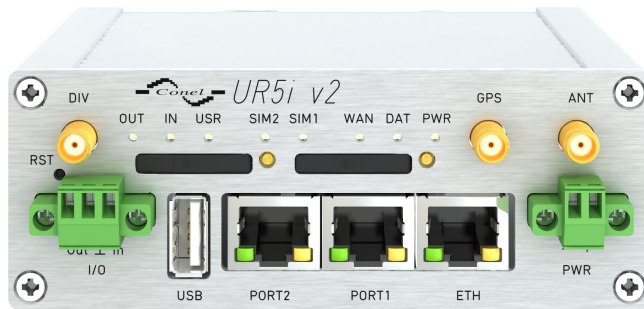 Conel UR5i v2
DIV
GPS
ANT
OUT IN USR SIM2 SIM1 WAN DAT PWR
RST
Out ⊥ In
I/O
PWR
USB PORT2 PORT1 ETH